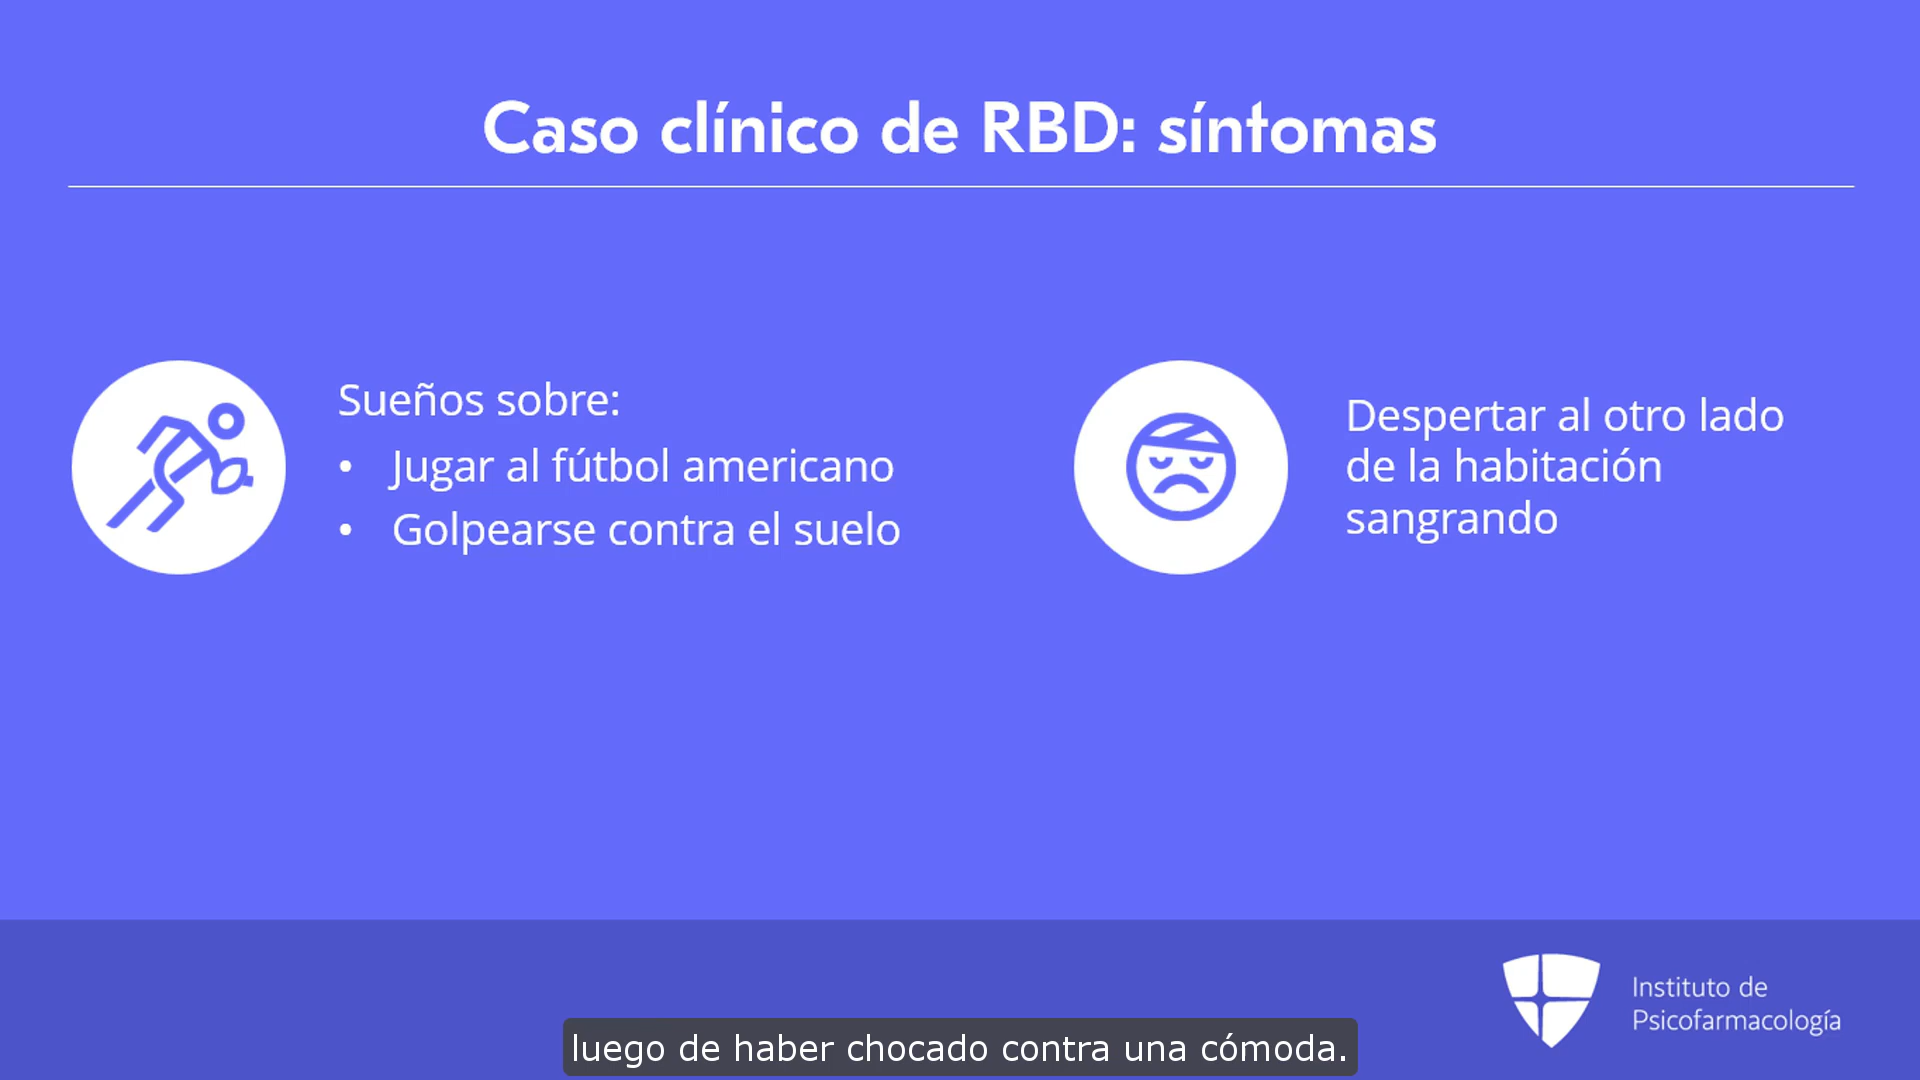 Caso clínico de RBD: síntomas
Sueños sobre:
• Jugar al fútbol americano
• Golpearse contra el suelo
Despertar al otro lado
de la habitación
sangrando
Instituto de
Psicofarmacología
luego de haber chocado contra una cómoda.